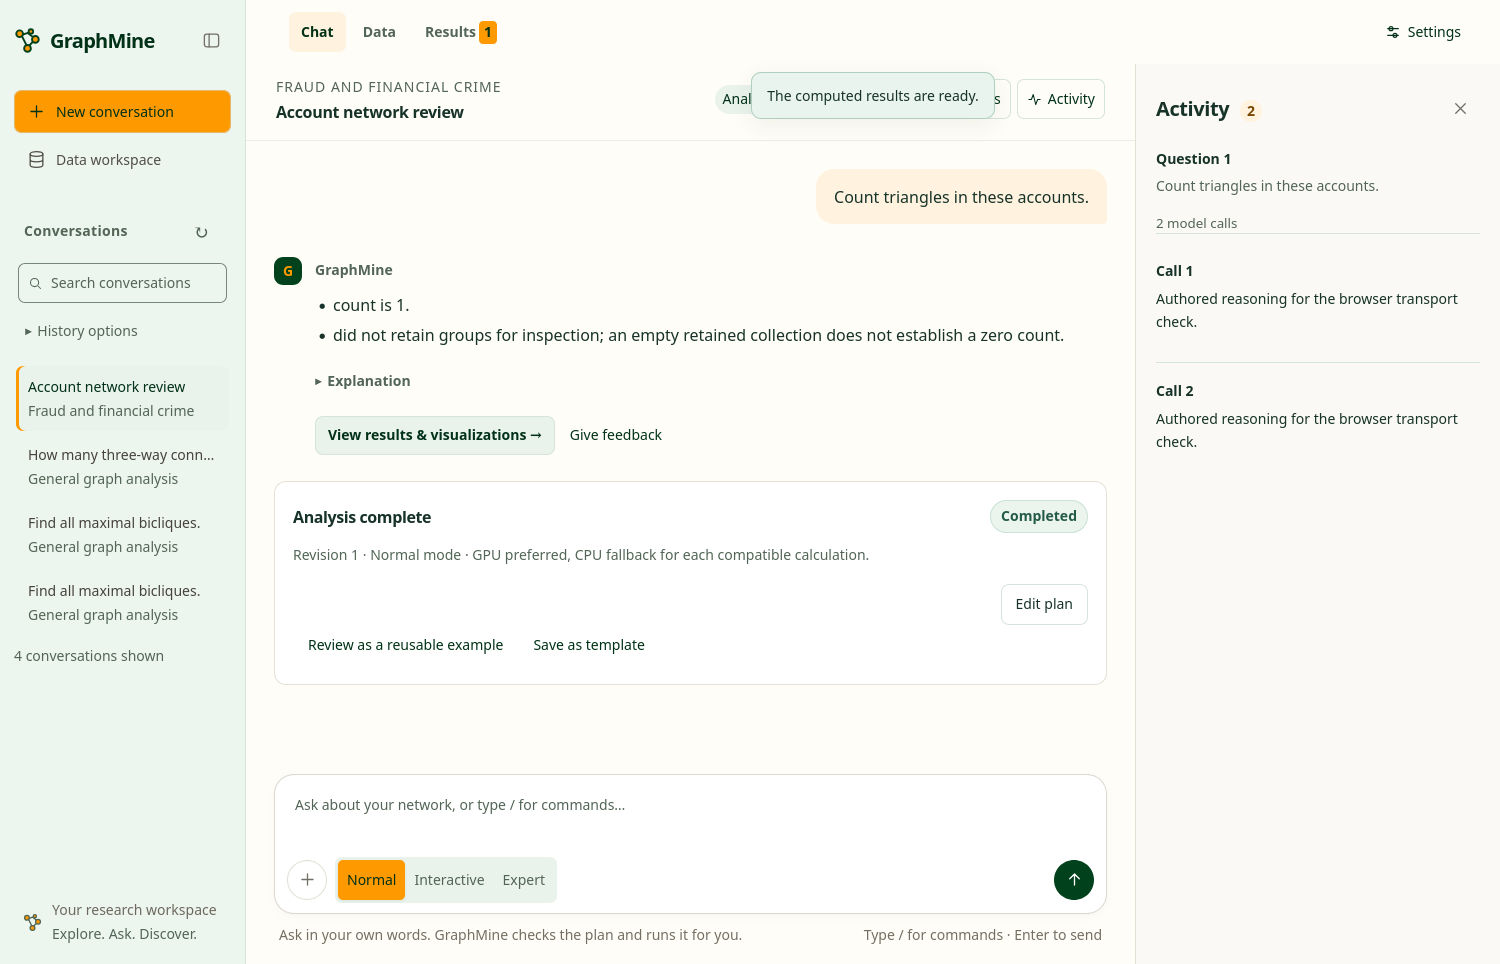 GraphMine
New conversation
Data workspace
Conversations
Search conversations
History options
Account network review
Fraud and financial crime
How many three-way conn...
General graph analysis
Find all maximal bicliques.
General graph analysis
Find all maximal bicliques.
General graph analysis
4 conversations shown
Your research workspace
Explore. Ask. Discover.
Chat
Data
Results 1
Settings
FRAUD AND FINANCIAL CRIME
Account network review
The computed results are ready.
Activity
Count triangles in these accounts.
G GraphMine
• count is 1.
• did not retain groups for inspection; an empty retained collection does not establish a zero count.
Explanation
View results & visualizations →
Give feedback
Analysis complete
Completed
Revision 1 · Normal mode · GPU preferred, CPU fallback for each compatible calculation.
Edit plan
Review as a reusable example
Save as template
Ask about your network, or type / for commands...
Normal
Interactive
Expert
Ask in your own words. GraphMine checks the plan and runs it for you.
Type / for commands · Enter to send
Activity 2
Question 1
Count triangles in these accounts.
2 model calls
Call 1
Authored reasoning for the browser transport
check.
Call 2
Authored reasoning for the browser transport
check.